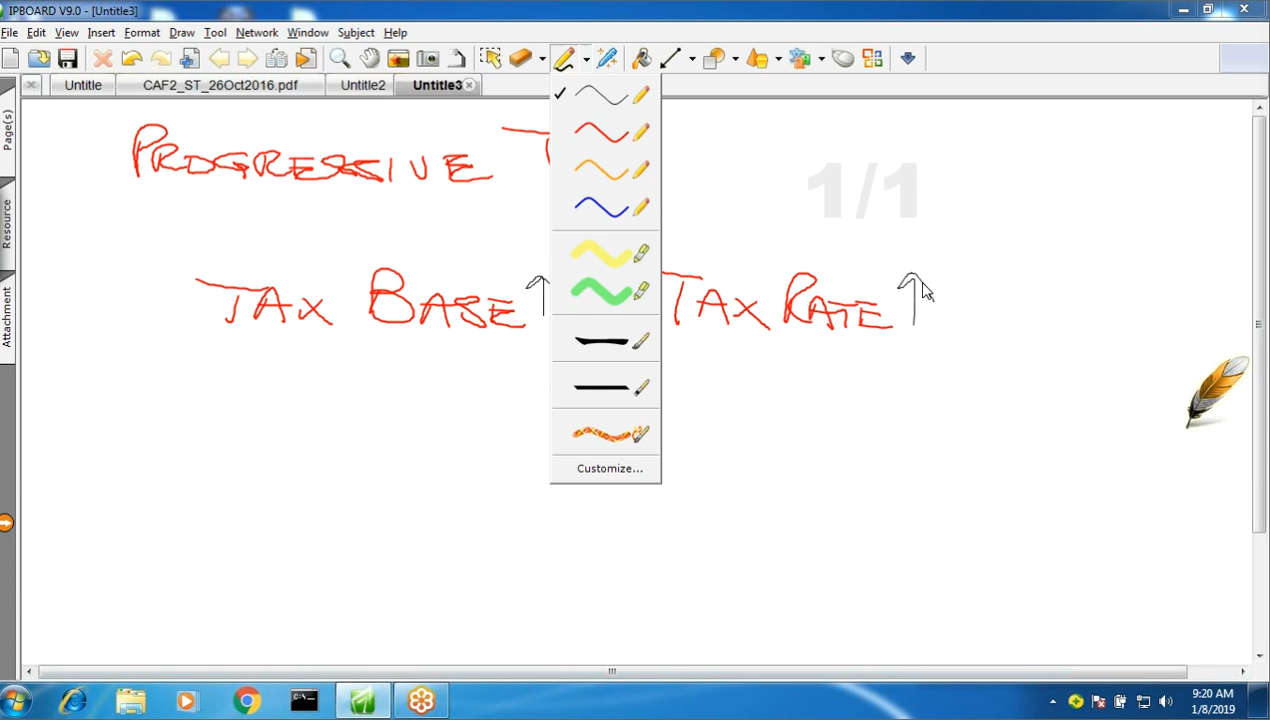 IPBOARD V9.0 - [Untitle3]
File Edit View Insert Format Draw Tool Network Window Subject Help
Untitle CAF2_ST_26Oct2016.pdf Untitle2 Untitle3
Page(s)
Resource
Attachment
PROGRESSIVE T
1/1
TAX BASE ↑ TAX RATE ↑
Customize...
9:20 AM
1/8/2019